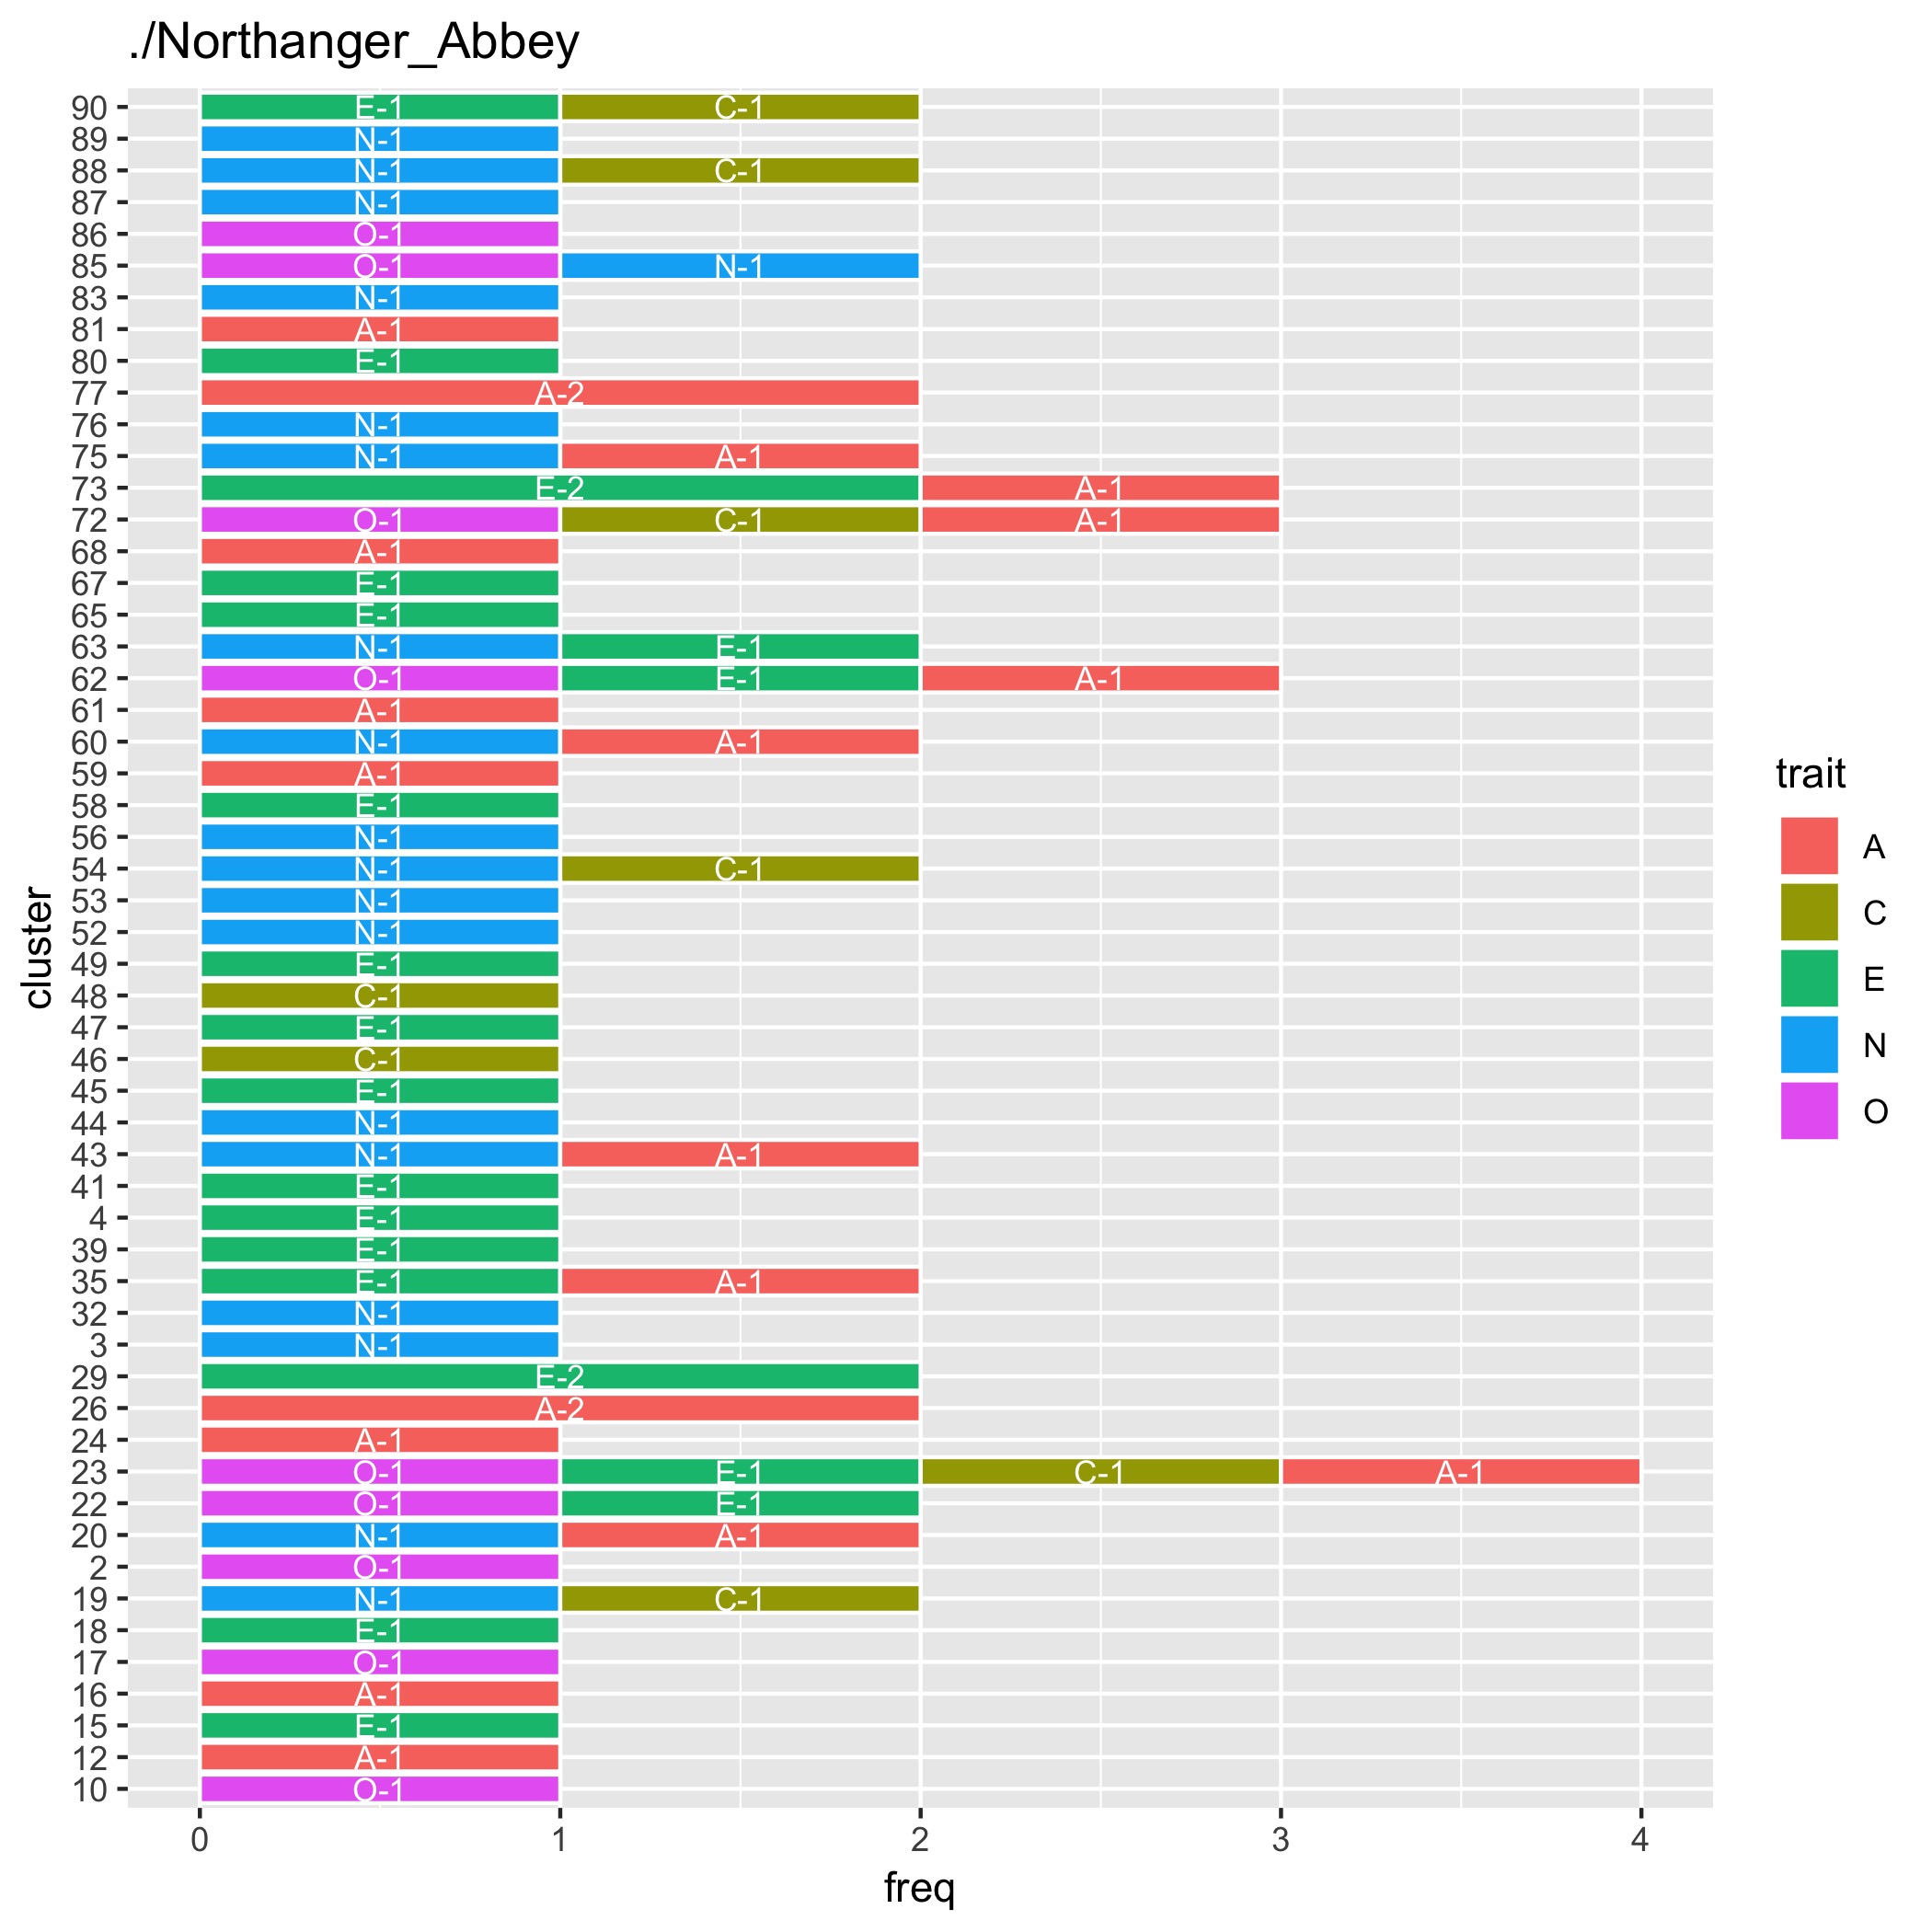 ./Northanger_Abbey
90 E-1 C-1
89 N-1
88 N-1 C-1
87 N-1
86 O-1
85 O-1 N-1
83 N-1
81 A-1
80 E-1
77 A-2
76 N-1
75 N-1 A-1
73 E-2 A-1
72 O-1 C-1 A-1
68 A-1
67 E-1
65 E-1
63 N-1 E-1
62 O-1 E-1 A-1
61 A-1
60 N-1 A-1
59 A-1
58 E-1
56 N-1
54 N-1 C-1
53 N-1
52 N-1
49 E-1
48 C-1
47 E-1
46 C-1
45 E-1
44 N-1
43 N-1 A-1
41 E-1
4 E-1
39 E-1
35 E-1 A-1
32 N-1
3 N-1
29 E-2
26 A-2
24 A-1
23 O-1 E-1 C-1 A-1
22 O-1 E-1
20 N-1 A-1
2 O-1
19 N-1 C-1
18 E-1
17 O-1
16 A-1
15 E-1
12 A-1
10 O-1
0 1 2 3 4
freq
cluster
trait
A
C
E
N
O